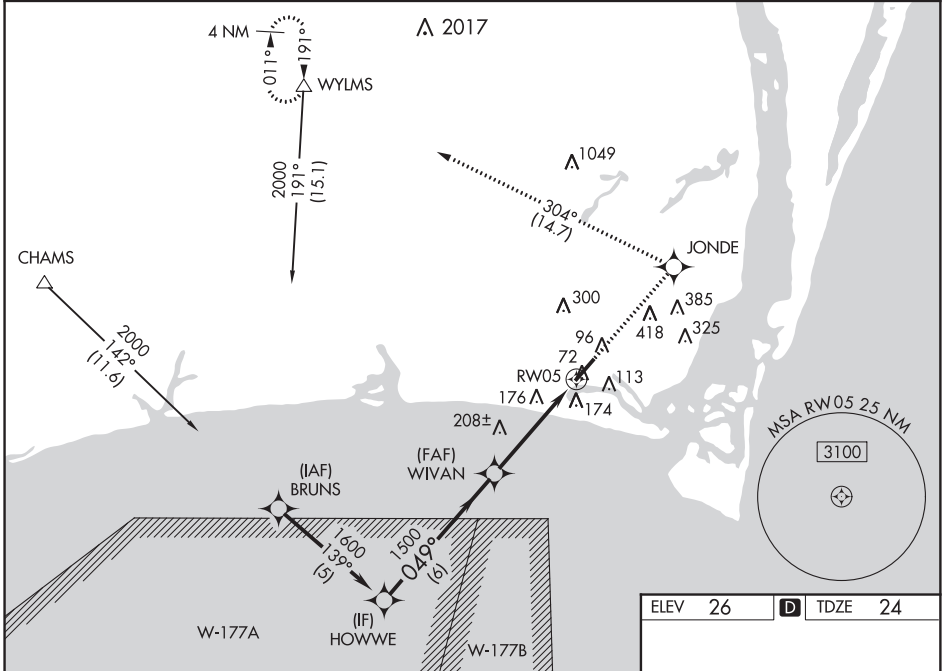 4 NM
011°
191°
WYLMS
2017
2000
191°
(15.1)
1049
304°
(14.7)
JONDE
CHAMS
2000
142°
(11.6)
300
385
418
325
96
72
RW05
113
176
174
208±
MSA RW05 25 NM
3100
(FAF)
WIVAN
(IAF)
BRUNS
1600
139°
(5)
1500
049°
(6)
(IF)
HOWWE
W-177A
W-177B
ELEV 26 D TDZE 24